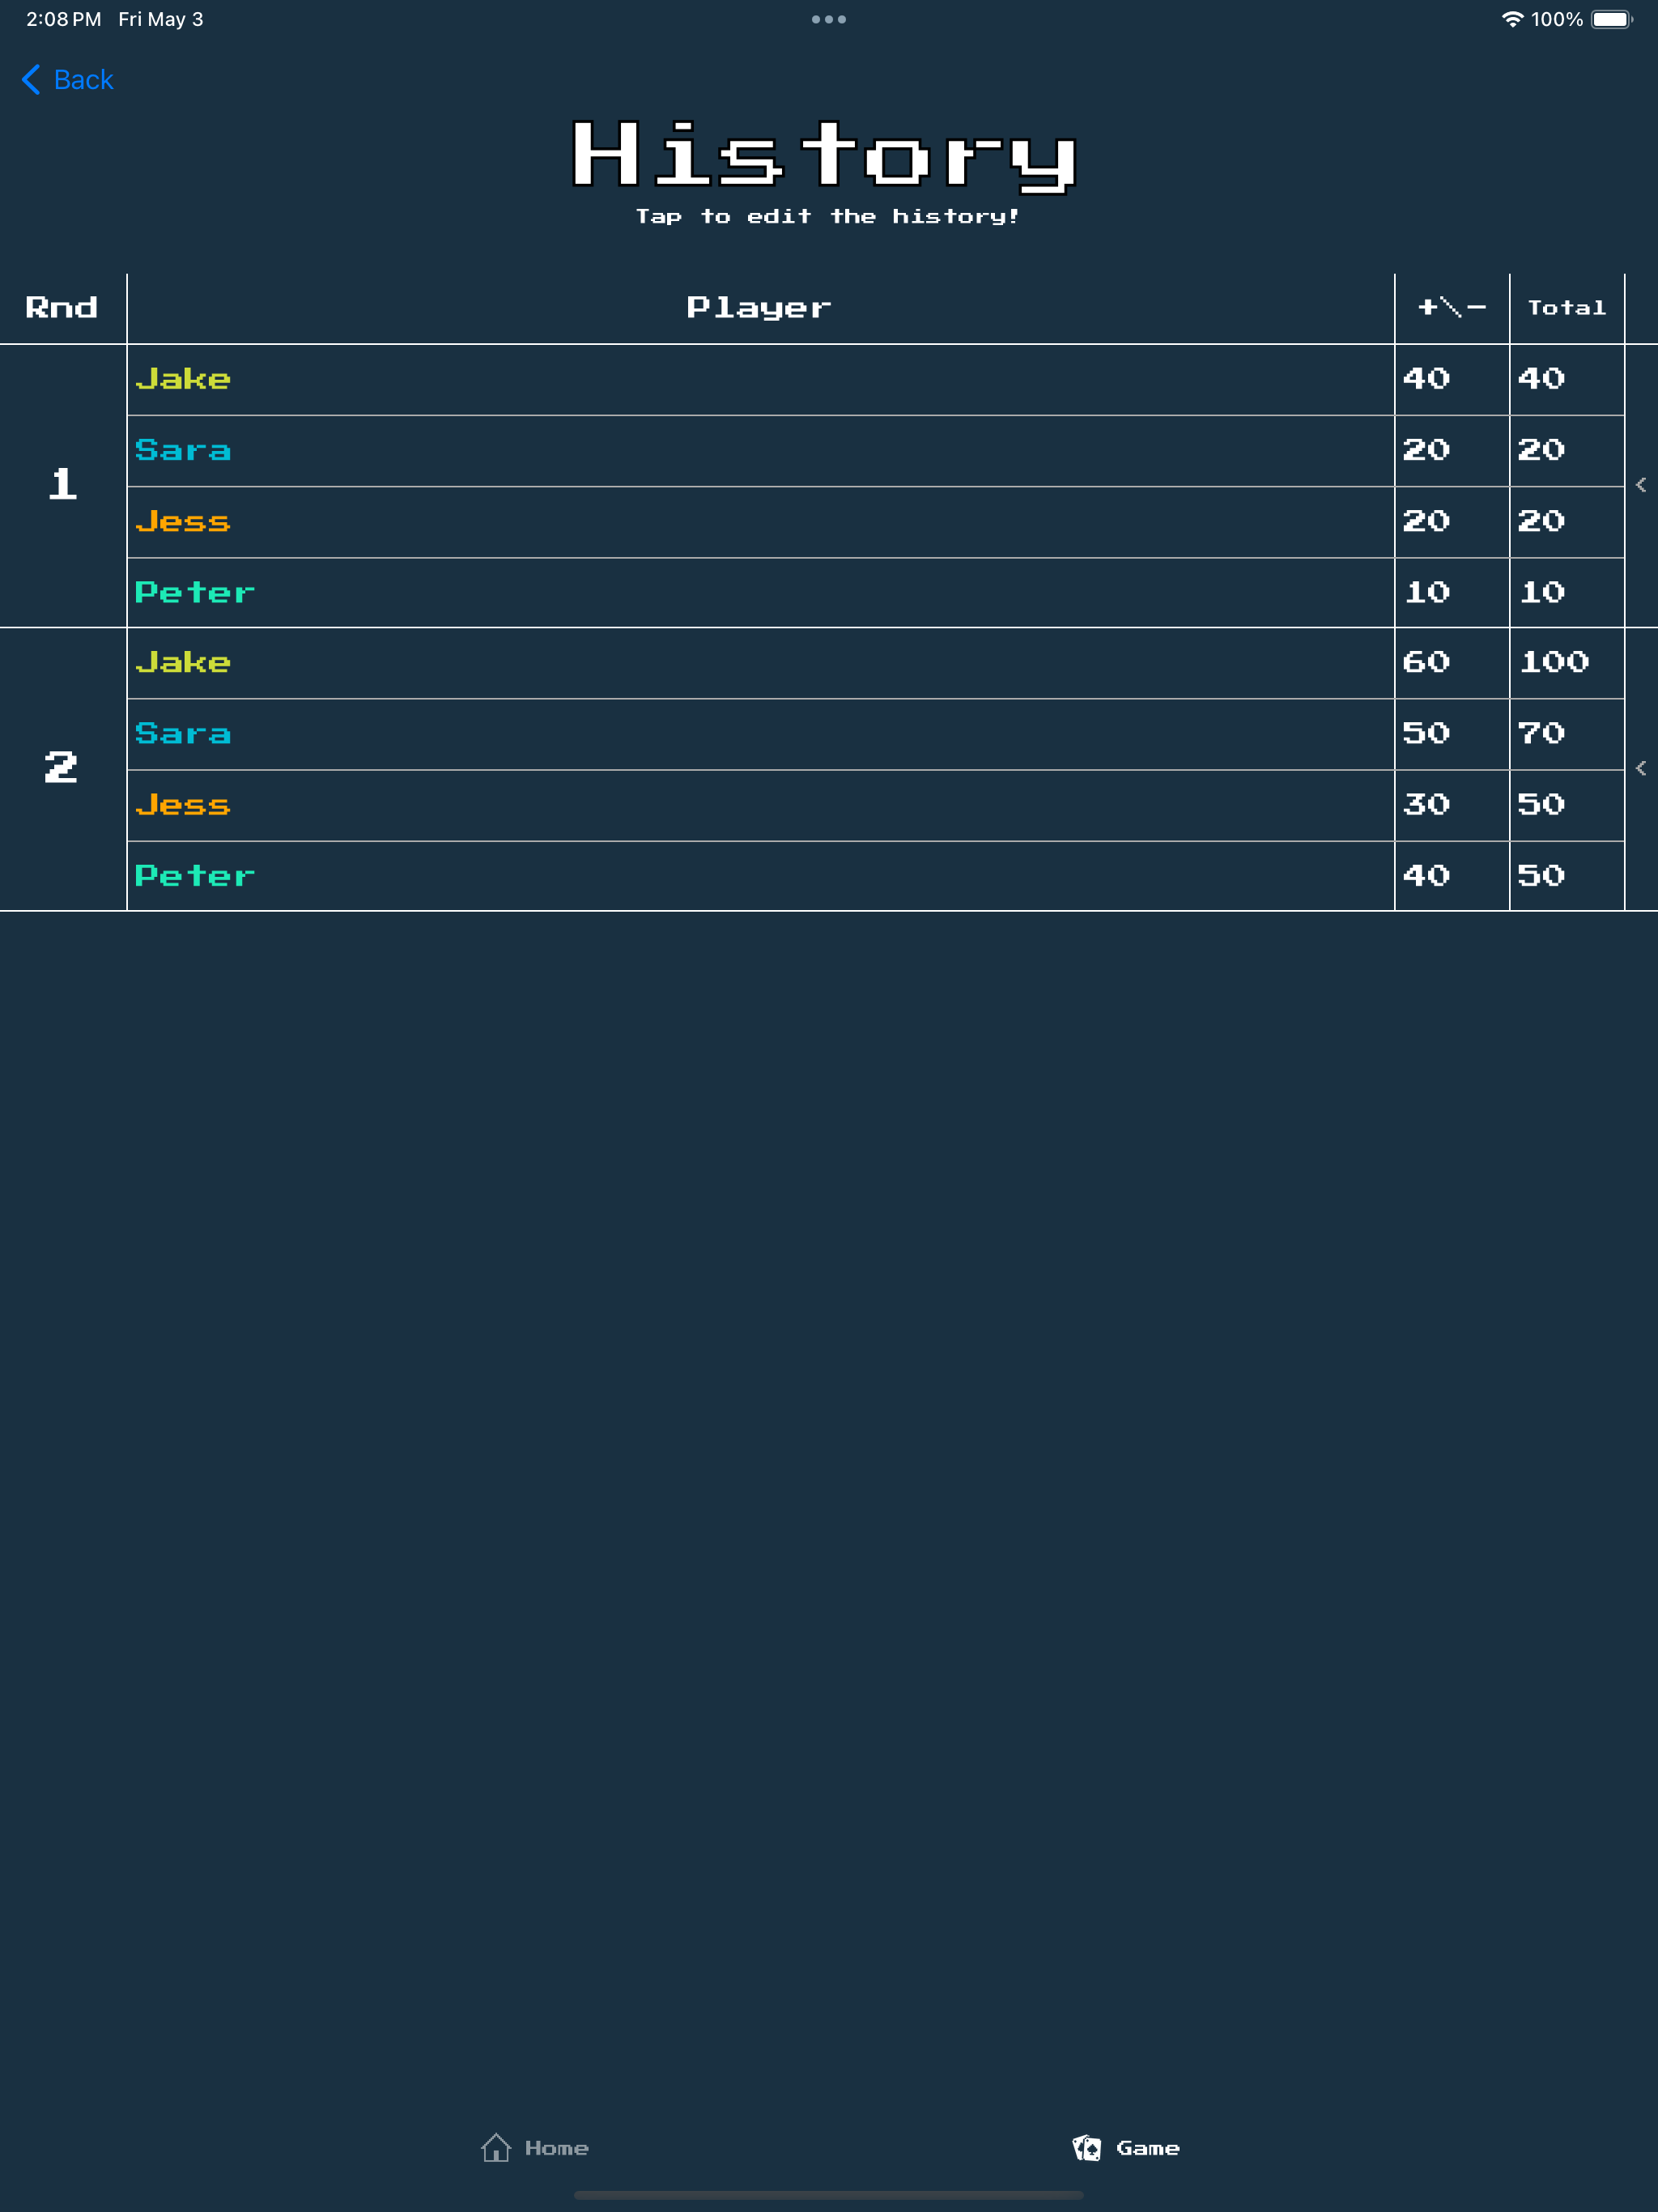 2:08 PM Fri May 3 100%
Back
History
Tap to edit the history!
Rnd Player +\- Total
1
Jake 40 40
Sara 20 20
Jess 20 20
Peter 10 10
2
Jake 60 100
Sara 50 70
Jess 30 50
Peter 40 50
Home Game